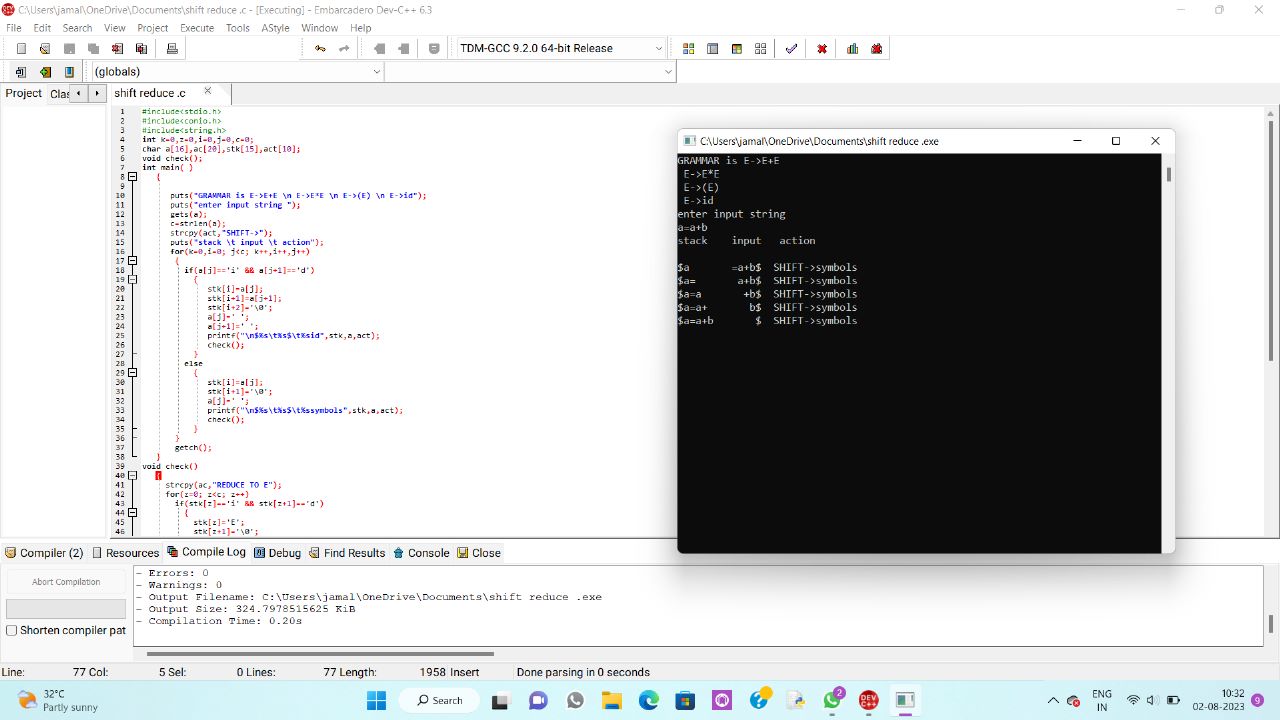 C:\Users\jamal\OneDrive\Documents\shift reduce .c - [Executing] - Embarcadero Dev-C++ 6.3
File Edit Search View Project Execute Tools AStyle Window Help
TDM-GCC 9.2.0 64-bit Release
(globals)
Project Clas shift reduce .c
1 #include<stdio.h>
2 #include<conio.h>
3 #include<string.h>
4 int k=0,z=0,i=0,j=0,c=0;
5 char a[16],ac[20],stk[15],act[10];
6 void check();
7 int main( )
8 {
9
10 puts("GRAMMAR is E->E+E \n E->E*E \n E->(E) \n E->id");
11 puts("enter input string ");
12 gets(a);
13 c=strlen(a);
14 strcpy(act,"SHIFT->");
15 puts("stack \t input \t action");
16 for(k=0,i=0; j<c; k++,i++,j++)
17 {
18 if(a[j]=='i' && a[j+1]=='d')
19 {
20 stk[i]=a[j];
21 stk[i+1]=a[j+1];
22 stk[i+2]='\0';
23 a[j]=' ';
24 a[j+1]=' ';
25 printf("\n$%s\t%s$\t%sid",stk,a,act);
26 check();
27 }
28 else
29 {
30 stk[i]=a[j];
31 stk[i+1]='\0';
32 a[j]=' ';
33 printf("\n$%s\t%s$\t%ssymbols",stk,a,act);
34 check();
35 }
36 }
37 getch();
38 }
39 void check()
40 {
41 strcpy(ac,"REDUCE TO E");
42 for(z=0; z<c; z++)
43 if(stk[z]=='i' && stk[z+1]=='d')
44 {
45 stk[z]='E';
46 stk[z+1]='\0';
C:\Users\jamal\OneDrive\Documents\shift reduce .exe
GRAMMAR is E->E+E
E->E*E
E->(E)
E->id
enter input string
a=a+b
stack input action
$a =a+b$ SHIFT->symbols
$a= a+b$ SHIFT->symbols
$a=a +b$ SHIFT->symbols
$a=a+ b$ SHIFT->symbols
$a=a+b $ SHIFT->symbols
Compiler (2) Resources Compile Log Debug Find Results Console Close
Abort Compilation
Shorten compiler pat
- Errors: 0
- Warnings: 0
- Output Filename: C:\Users\jamal\OneDrive\Documents\shift reduce .exe
- Output Size: 324.7978515625 KiB
- Compilation Time: 0.20s
Line: 77 Col: 5 Sel: 0 Lines: 77 Length: 1958 Insert Done parsing in 0 seconds
32°C
Partly sunny
Search
2
DEV C++
ENG
IN
10:32
02-08-2023
9